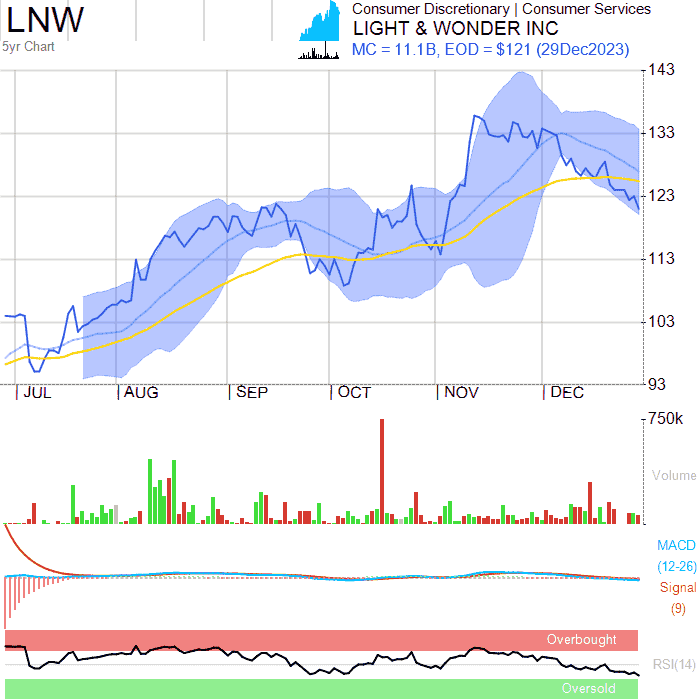 LNW
5yr Chart
Consumer Discretionary | Consumer Services
LIGHT & WONDER INC
MC = 11.1B, EOD = $121 (29Dec2023)
143
133
123
113
103
93
JUL AUG SEP OCT NOV DEC
750k
Volume
MACD
(12-26)
Signal
(9)
Overbought
RSI(14)
Oversold